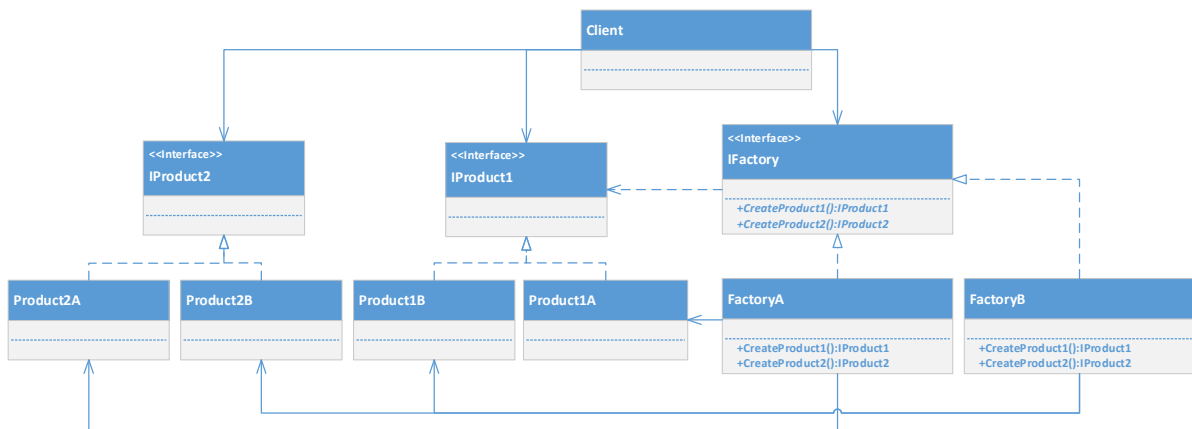 Client
<<Interface>>
IProduct2
<<Interface>>
IProduct1
<<Interface>>
IFactory
+CreateProduct1():IProduct1
+CreateProduct2():IProduct2
Product2A
Product2B
Product1B
Product1A
FactoryA
+CreateProduct1():IProduct1
+CreateProduct2():IProduct2
FactoryB
+CreateProduct1():IProduct1
+CreateProduct2():IProduct2